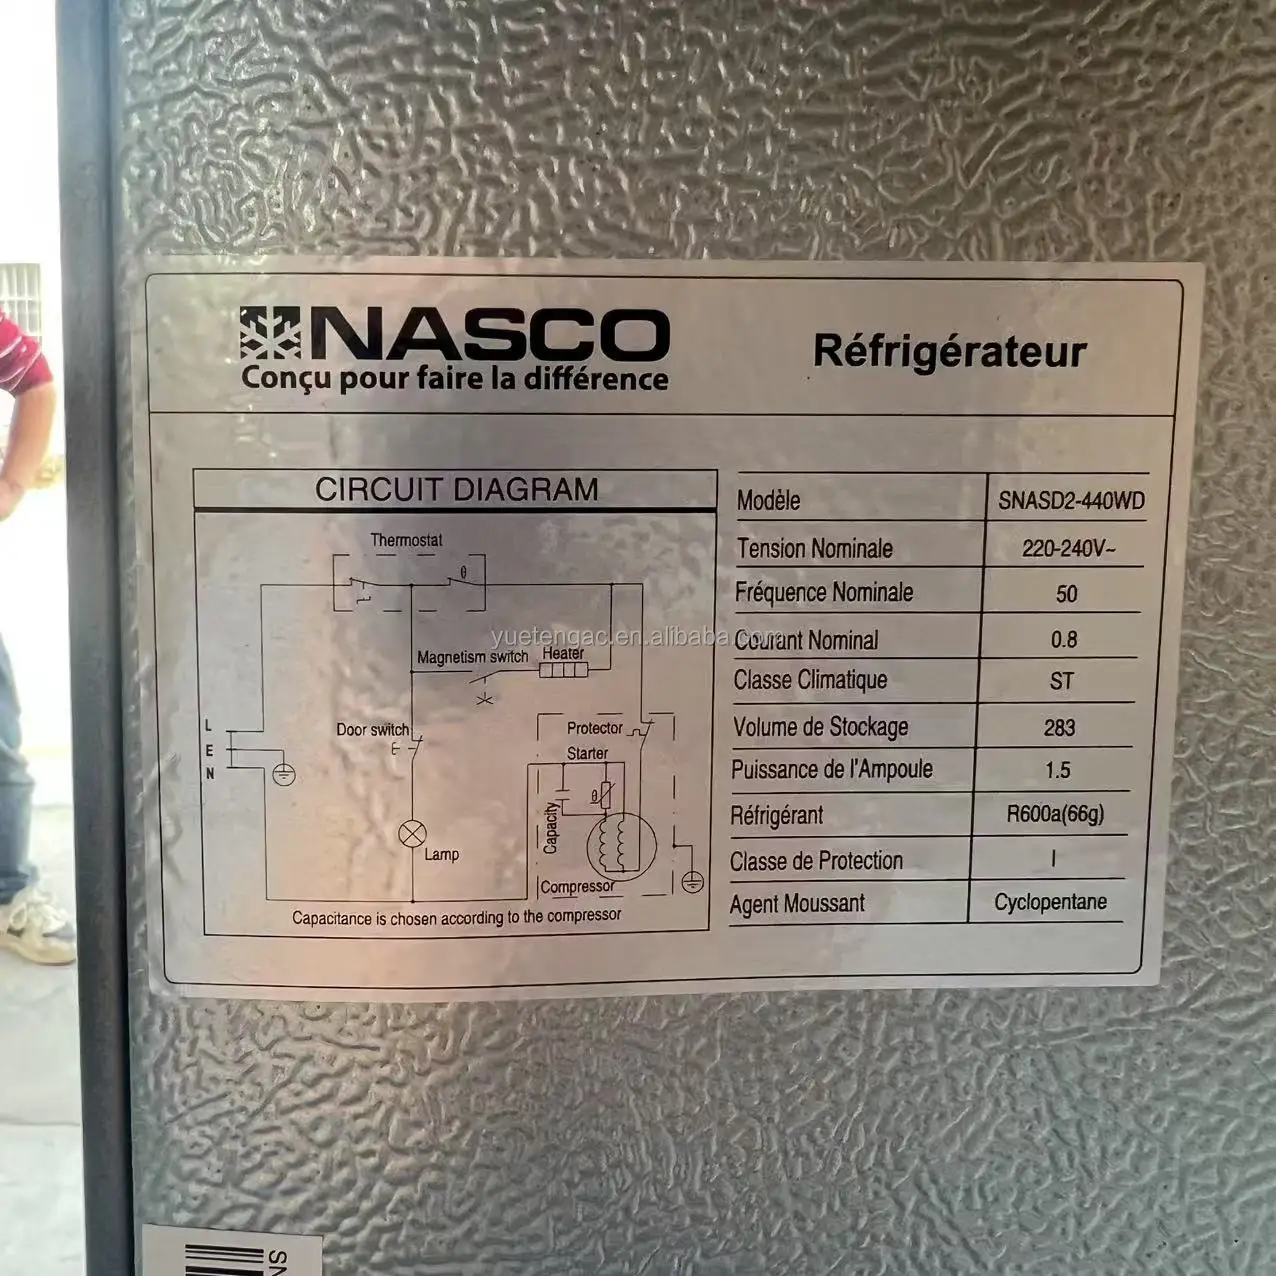 NASCO
Conçu pour faire la différence
Réfrigérateur
CIRCUIT DIAGRAM
Thermostat
θ
Magnetism switch
Heater
Door switch
L
E
N
Protector
Starter
θ
Capacity
Lamp
Compressor
Capacitance is chosen according to the compressor
Modèle SNASD2-440WD
Tension Nominale 220-240V~
Fréquence Nominale 50
Courant Nominal 0.8
Classe Climatique ST
Volume de Stockage 283
Puissance de l'Ampoule 1.5
Réfrigérant R600a(66g)
Classe de Protection I
Agent Moussant Cyclopentane
yuetengac.en.alibaba.com
SN